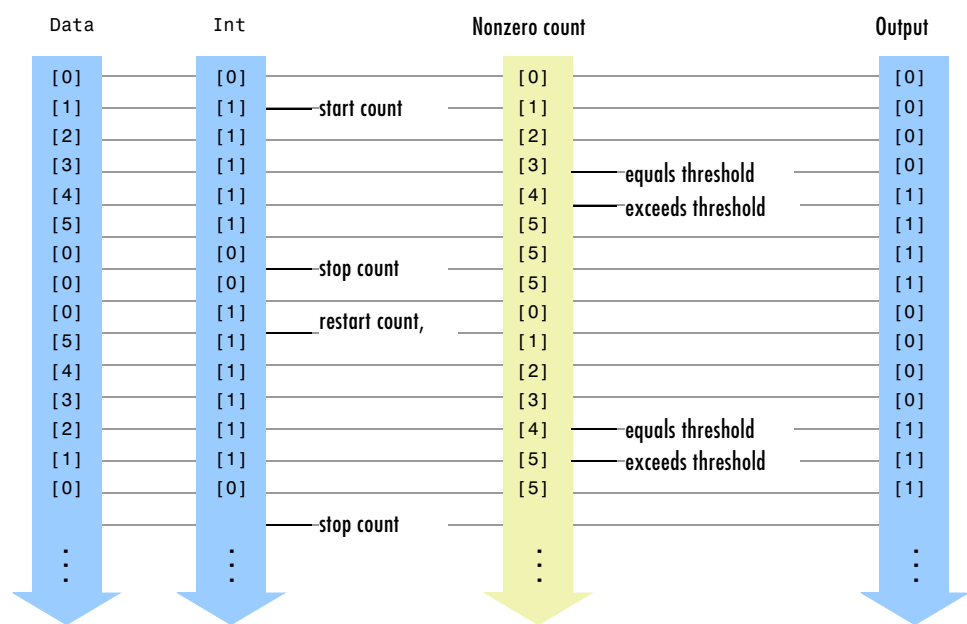 Data Int Nonzero count Output
[0] [0] [0] [0]
[1] [1] start count [1] [0]
[2] [1] [2] [0]
[3] [1] [3] equals threshold [0]
[4] [1] [4] exceeds threshold [1]
[5] [1] [5] [1]
[0] [0] [5] [1]
stop count
[0] [0] [5] [1]
[0] [1] restart count, [0] [0]
[5] [1] [1] [0]
[4] [1] [2] [0]
[3] [1] [3] [0]
[2] [1] [4] equals threshold [1]
[1] [1] [5] exceeds threshold [1]
[0] [0] [5] [1]
stop count